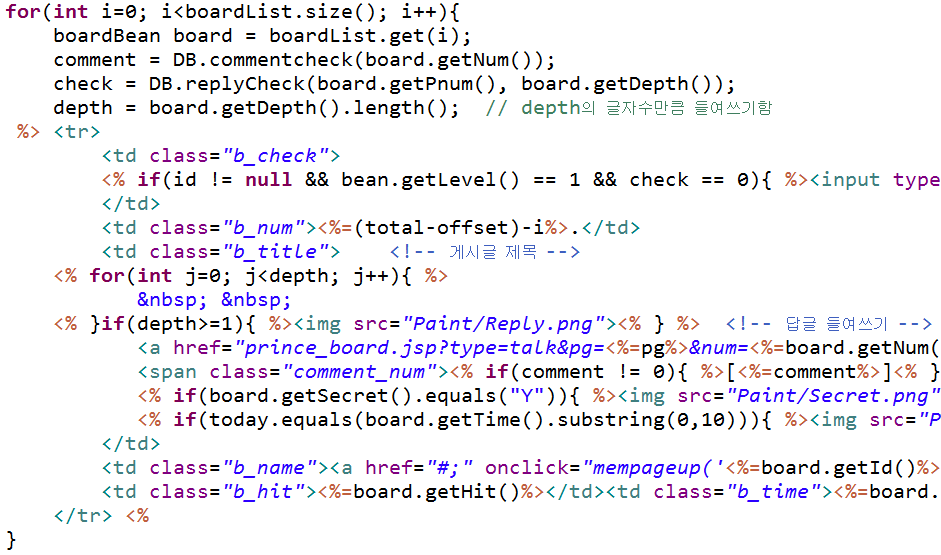 for(int i=0; i<boardList.size(); i++){
    boardBean board = boardList.get(i);
    comment = DB.commentcheck(board.getNum());
    check = DB.replyCheck(board.getPnum(), board.getDepth());
    depth = board.getDepth().length();  // depth의 글자수만큼 들여쓰기함
 %> <tr>
        <td class="b_check">
        <% if(id != null && bean.getLevel() == 1 && check == 0){ %><input type
        </td>
        <td class="b_num"><%=(total-offset)-i%>.</td>
        <td class="b_title">    <!-- 게시글 제목 -->
    <% for(int j=0; j<depth; j++){ %>
           &nbsp; &nbsp;
    <% }if(depth>=1){ %><img src="Paint/Reply.png"><% } %>  <!-- 답글 들여쓰기 -->
           <a href="prince_board.jsp?type=talk&pg=<%=pg%>&num=<%=board.getNum(
           <span class="comment_num"><% if(comment != 0){ %>[<%=comment%>]<% }
           <% if(board.getSecret().equals("Y")){ %><img src="Paint/Secret.png"
           <% if(today.equals(board.getTime().substring(0,10))){ %><img src="P
        </td>
        <td class="b_name"><a href="#;" onclick="mempageup('<%=board.getId()%>
        <td class="b_hit"><%=board.getHit()%></td><td class="b_time"><%=board.
    </tr> <%
}